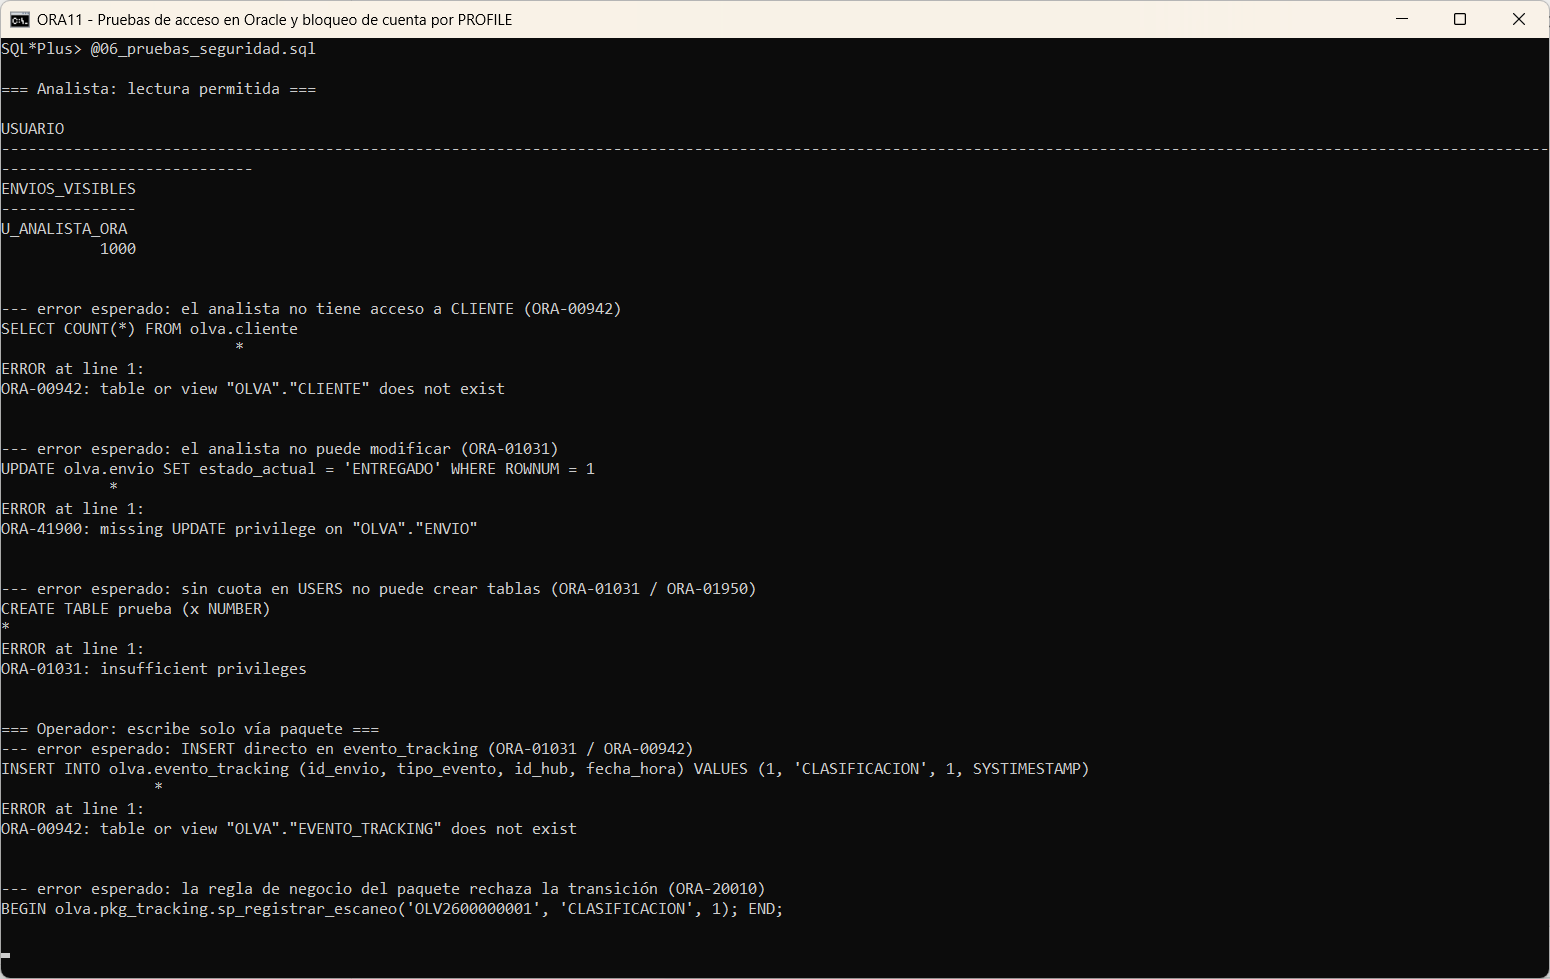 ORA11 - Pruebas de acceso en Oracle y bloqueo de cuenta por PROFILE
SQL*Plus> @06_pruebas_seguridad.sql
=== Analista: lectura permitida ===
USUARIO
----------------------------------------------------------------------------------------------------------------------------------------------------------------------------
----------------------------
ENVIOS_VISIBLES
---------------
U_ANALISTA_ORA
1000
--- error esperado: el analista no tiene acceso a CLIENTE (ORA-00942)
SELECT COUNT(*) FROM olva.cliente
*
ERROR at line 1:
ORA-00942: table or view "OLVA"."CLIENTE" does not exist
--- error esperado: el analista no puede modificar (ORA-01031)
UPDATE olva.envio SET estado_actual = 'ENTREGADO' WHERE ROWNUM = 1
*
ERROR at line 1:
ORA-41900: missing UPDATE privilege on "OLVA"."ENVIO"
--- error esperado: sin cuota en USERS no puede crear tablas (ORA-01031 / ORA-01950)
CREATE TABLE prueba (x NUMBER)
*
ERROR at line 1:
ORA-01031: insufficient privileges
=== Operador: escribe solo vía paquete ===
--- error esperado: INSERT directo en evento_tracking (ORA-01031 / ORA-00942)
INSERT INTO olva.evento_tracking (id_envio, tipo_evento, id_hub, fecha_hora) VALUES (1, 'CLASIFICACION', 1, SYSTIMESTAMP)
*
ERROR at line 1:
ORA-00942: table or view "OLVA"."EVENTO_TRACKING" does not exist
--- error esperado: la regla de negocio del paquete rechaza la transición (ORA-20010)
BEGIN olva.pkg_tracking.sp_registrar_escaneo('OLV2600000001', 'CLASIFICACION', 1); END;